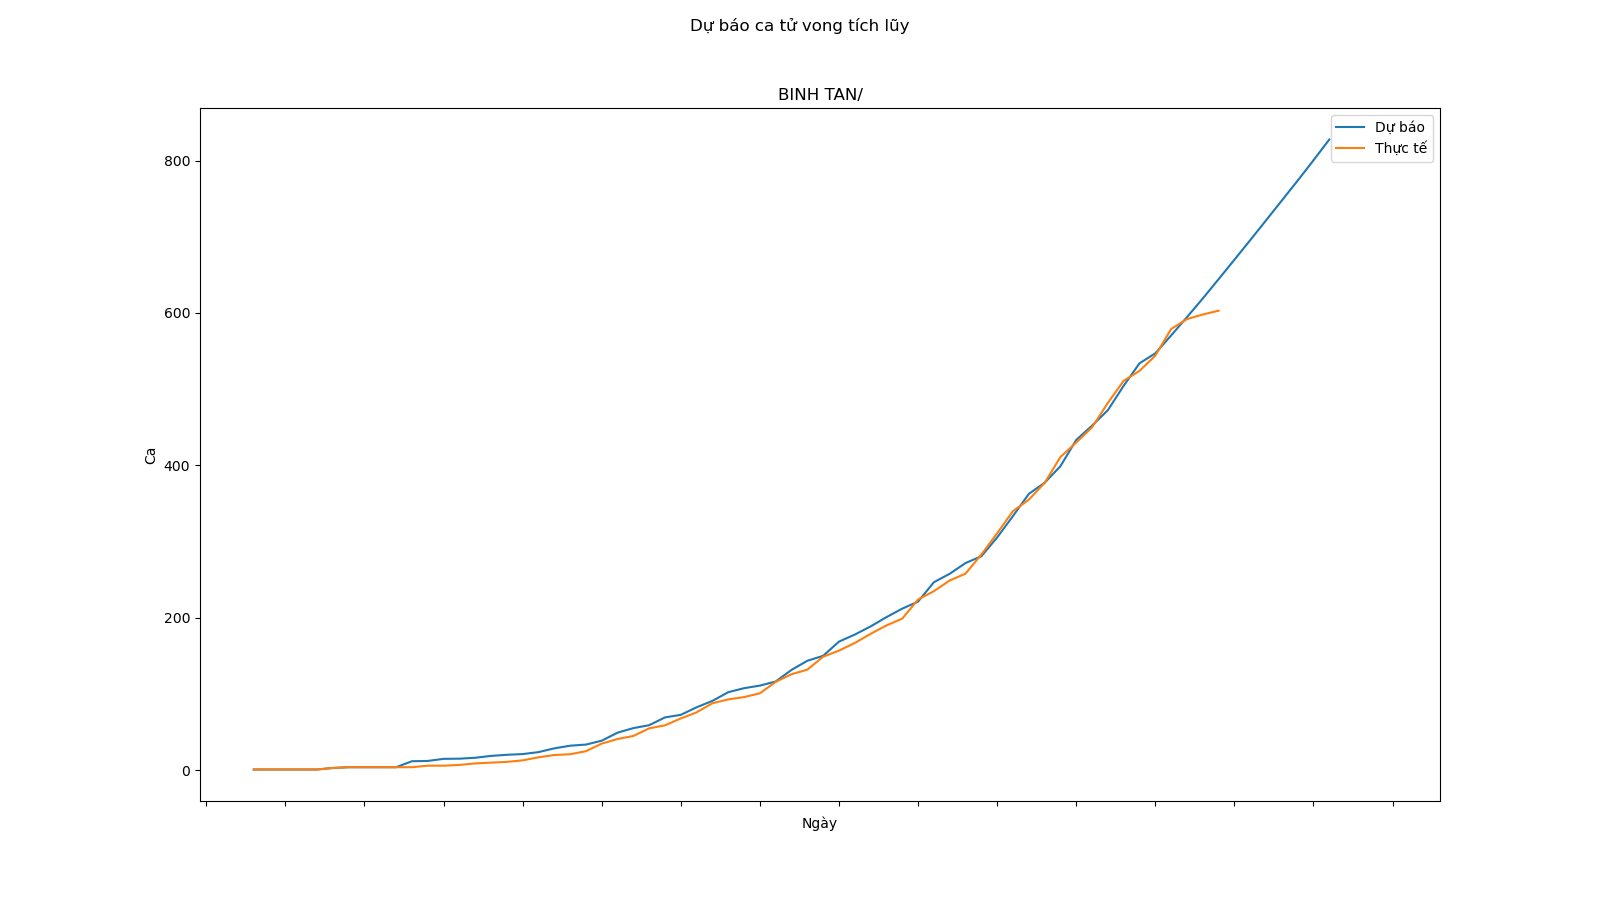 Dự báo ca tử vong tích lũy
BINH TAN/
Dự báo
Thực tế
800
600
400
200
0
Ca
Ngày